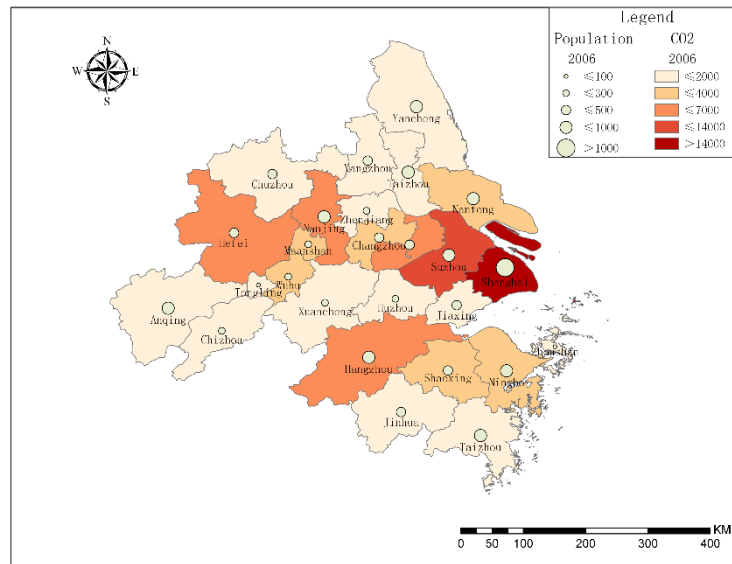 Legend
Population CO2
2006 2006
≤100 ≤2000
≤300 ≤4000
≤500 ≤7000
≤1000 ≤14000
>1000 >14000
N
W E
S
Yancheng
Yangzhou
Taizhou
Chuzhou
Nantong
Zhenjiang
Nanjing
Hefei
Maanshan
Changzhou
Suzhou
Shanghai
Wuhu
Tongling
Xuancheng
Huzhou
Jiaxing
Anqing
Chizhou
Zhoushan
Hangzhou
Shaoxing
Ningbo
Jinhua
Taizhou
KM
0 50 100 200 300 400